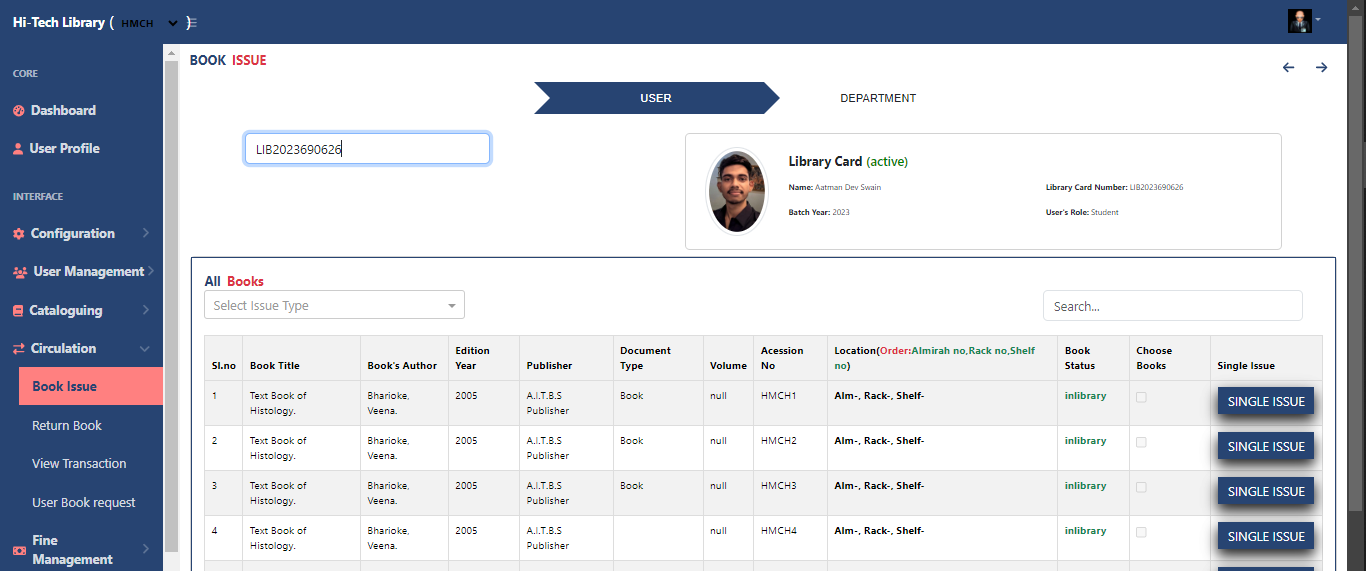 Hi-Tech Library ( HMCH )
CORE
Dashboard
User Profile
INTERFACE
Configuration
User Management
Cataloguing
Circulation
Book Issue
Return Book
View Transaction
User Book request
Fine
Management
BOOK ISSUE
USER
DEPARTMENT
LIB2023690626
Library Card (active)
Name: Aatman Dev Swain
Library Card Number: LIB2023690626
Batch Year: 2023
User's Role: Student
All Books
Select Issue Type
Search...
Sl.no Book Title Book's Author Edition Year Publisher Document Type Volume Acession No Location(Order:Almirah no,Rack no,Shelf no) Book Status Choose Books Single Issue
1 Text Book of Histology. Bharioke, Veena. 2005 A.I.T.B.S Publisher Book null HMCH1 Alm-, Rack-, Shelf- inlibrary SINGLE ISSUE
2 Text Book of Histology. Bharioke, Veena. 2005 A.I.T.B.S Publisher Book null HMCH2 Alm-, Rack-, Shelf- inlibrary SINGLE ISSUE
3 Text Book of Histology. Bharioke, Veena. 2005 A.I.T.B.S Publisher Book null HMCH3 Alm-, Rack-, Shelf- inlibrary SINGLE ISSUE
4 Text Book of Histology. Bharioke, Veena. 2005 A.I.T.B.S Publisher null HMCH4 Alm-, Rack-, Shelf- inlibrary SINGLE ISSUE